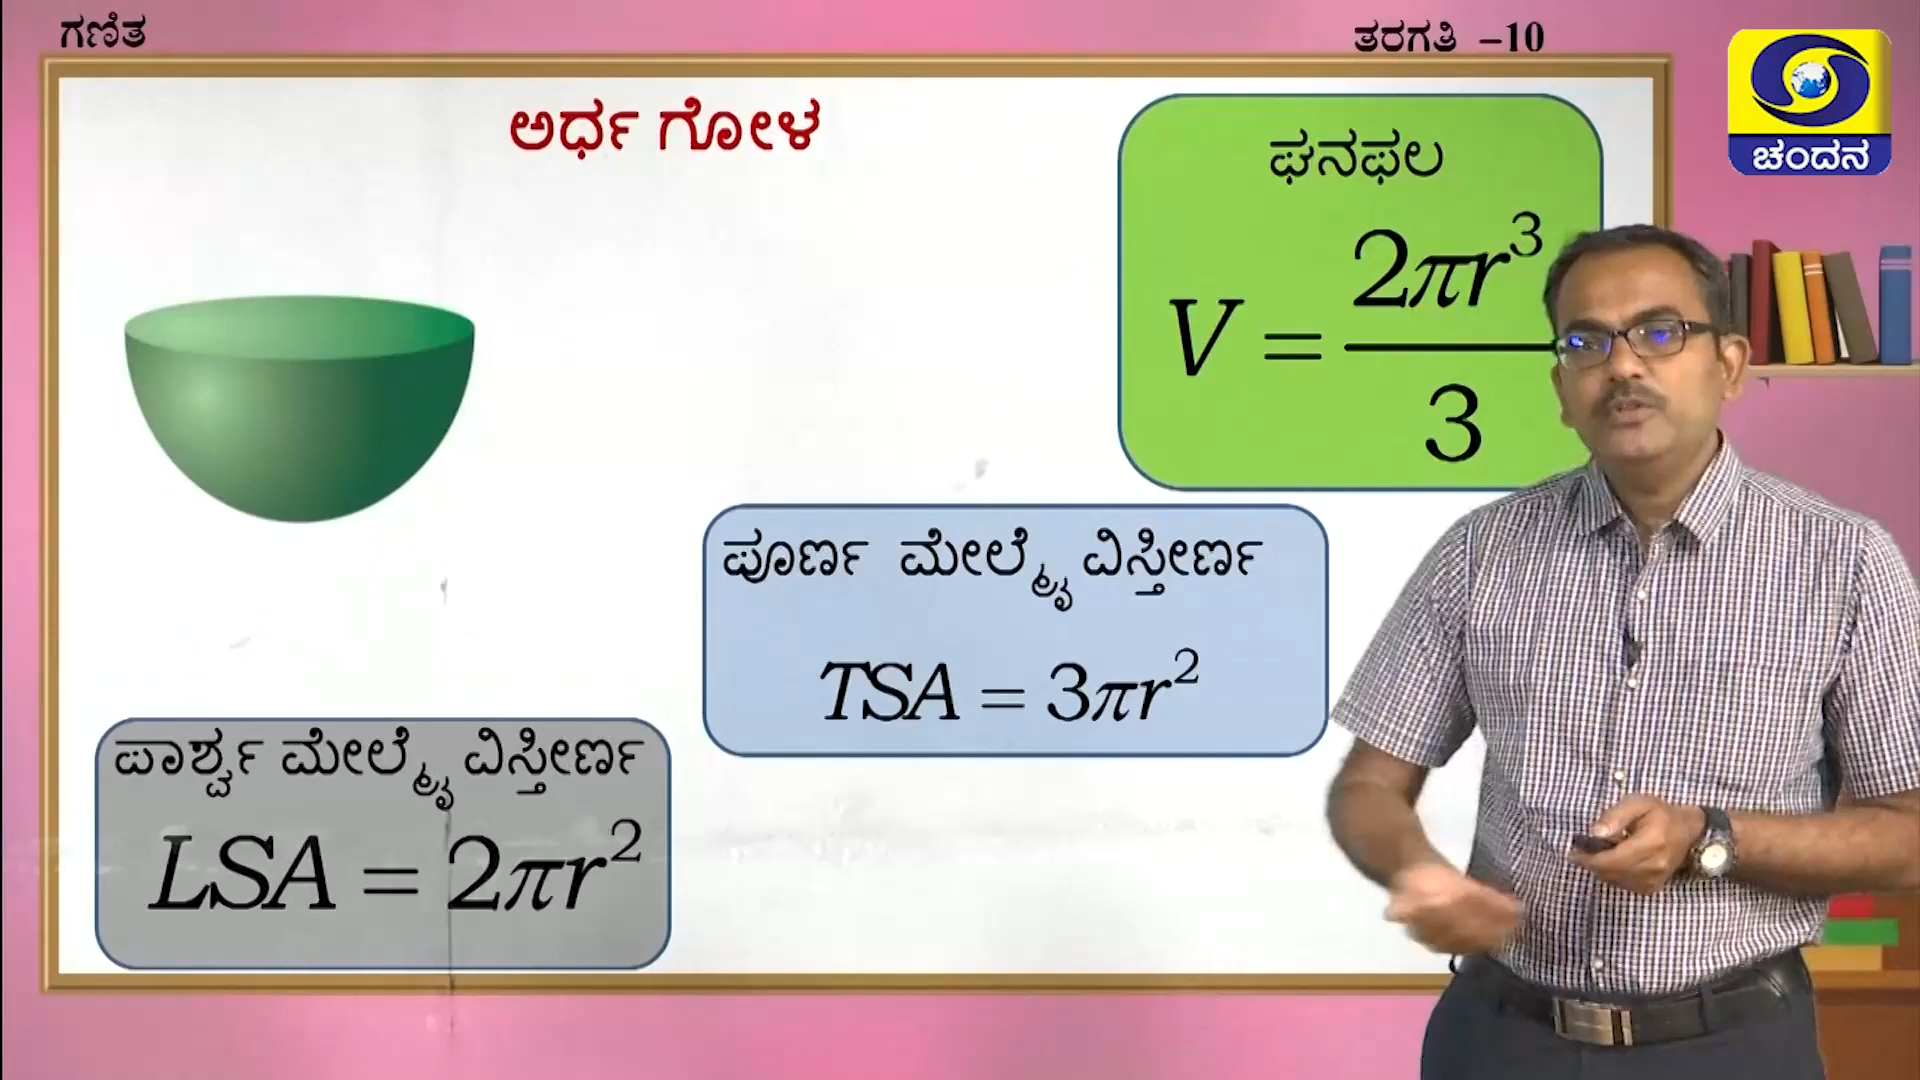 ಗಣಿತ
ತರಗತಿ –10
ಚಂದನ
ಅರ್ಧ ಗೋಳ
ಘನಫಲ
V = 2πr³ / 3
ಪೂರ್ಣ ಮೇಲ್ಮೈ ವಿಸ್ತೀರ್ಣ
TSA = 3πr²
ಪಾರ್ಶ್ವ ಮೇಲ್ಮೈ ವಿಸ್ತೀರ್ಣ
LSA = 2πr²